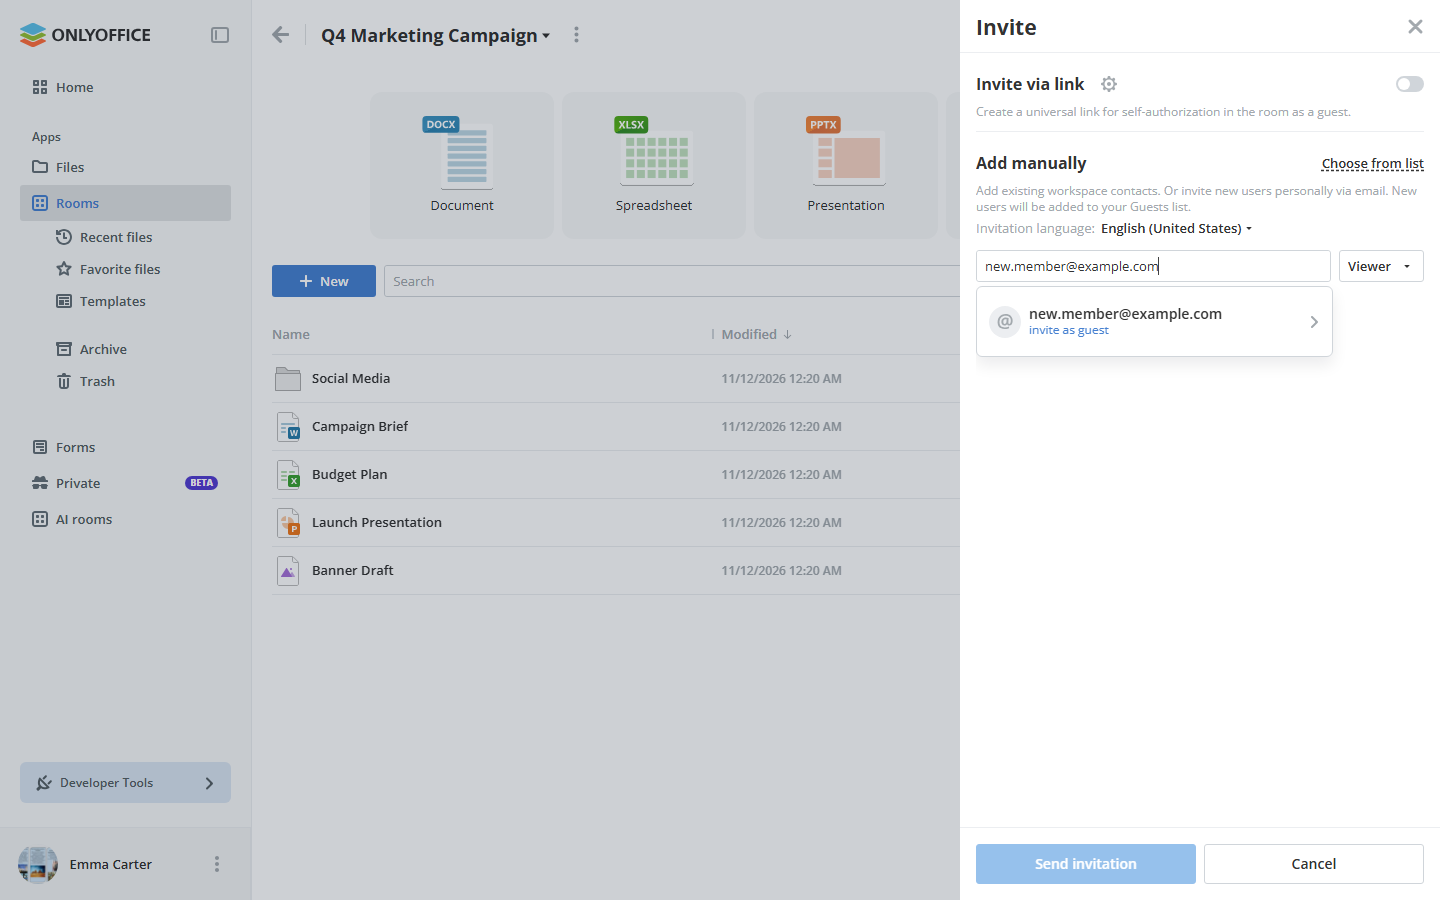 ONLYOFFICE
Home
Apps
Files
Rooms
Recent files
Favorite files
Templates
Archive
Trash
Forms
Private
BETA
AI rooms
Developer Tools
Emma Carter
Q4 Marketing Campaign
DOCX
Document
XLSX
Spreadsheet
PPTX
Presentation
New
Search
Name
Modified
Social Media
11/12/2026 12:20 AM
Campaign Brief
11/12/2026 12:20 AM
Budget Plan
11/12/2026 12:20 AM
Launch Presentation
11/12/2026 12:20 AM
Banner Draft
11/12/2026 12:20 AM
Invite
Invite via link
Create a universal link for self-authorization in the room as a guest.
Add manually
Choose from list
Add existing workspace contacts. Or invite new users personally via email. New
users will be added to your Guests list.
Invitation language: English (United States)
new.member@example.com
Viewer
@
new.member@example.com
invite as guest
Send invitation
Cancel